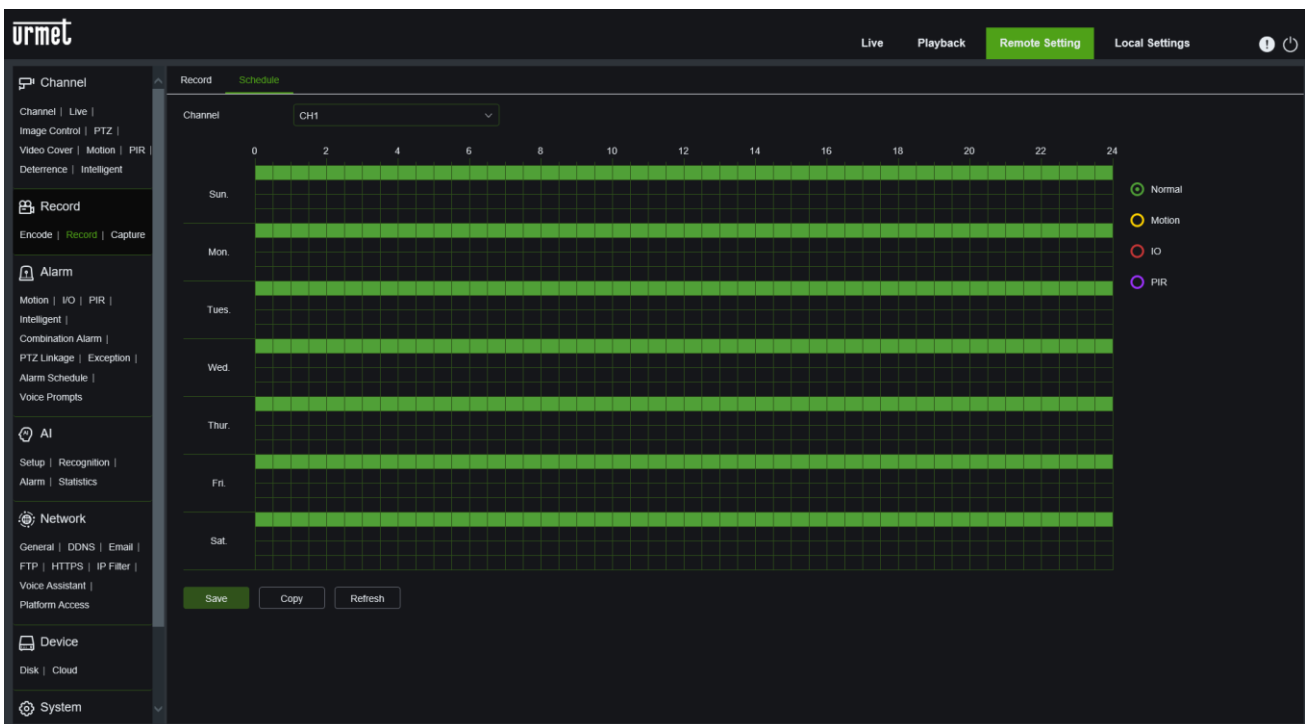 urmet
Live Playback Remote Setting Local Settings
Channel
Channel | Live |
Image Control | PTZ |
Video Cover | Motion | PIR |
Deterrence | Intelligent
Record
Encode | Record | Capture
Alarm
Motion | I/O | PIR |
Intelligent |
Combination Alarm |
PTZ Linkage | Exception |
Alarm Schedule |
Voice Prompts
AI
Setup | Recognition |
Alarm | Statistics
Network
General | DDNS | Email |
FTP | HTTPS | IP Filter |
Voice Assistant |
Platform Access
Device
Disk | Cloud
System
Record Schedule
Channel CH1
0 2 4 6 8 10 12 14 16 18 20 22 24
Sun.
Mon.
Tues.
Wed.
Thur.
Fri.
Sat.
Normal
Motion
IO
PIR
Save Copy Refresh